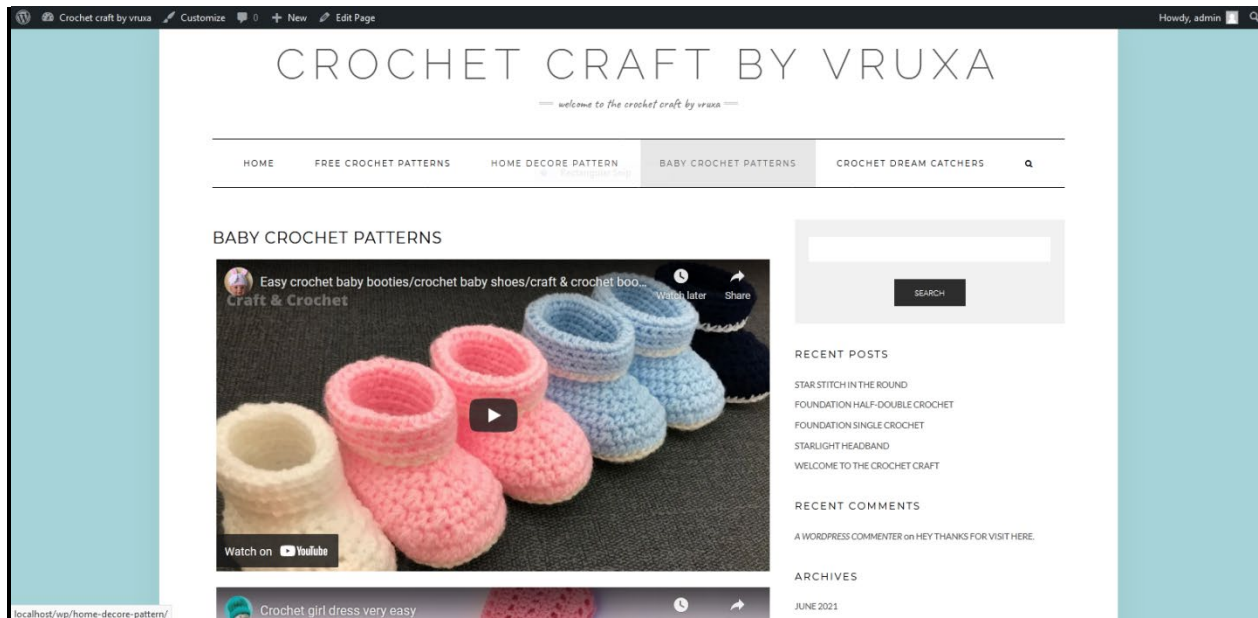 Crochet craft by vruxa Customize 0 New Edit Page Howdy, admin
CROCHET CRAFT BY VRUXA
welcome to the crochet craft by vruxa
HOME FREE CROCHET PATTERNS HOME DECORE PATTERN BABY CROCHET PATTERNS CROCHET DREAM CATCHERS
Rectangular Snip
BABY CROCHET PATTERNS
Easy crochet baby booties/crochet baby shoes/craft & crochet boo...
Watch later Share
Craft & Crochet
Watch on YouTube
Crochet girl dress very easy
SEARCH
RECENT POSTS
STAR STITCH IN THE ROUND
FOUNDATION HALF-DOUBLE CROCHET
FOUNDATION SINGLE CROCHET
STARLIGHT HEADBAND
WELCOME TO THE CROCHET CRAFT
RECENT COMMENTS
A WORDPRESS COMMENTER on HEY THANKS FOR VISIT HERE.
ARCHIVES
JUNE 2021
localhost/wp/home-decore-pattern/